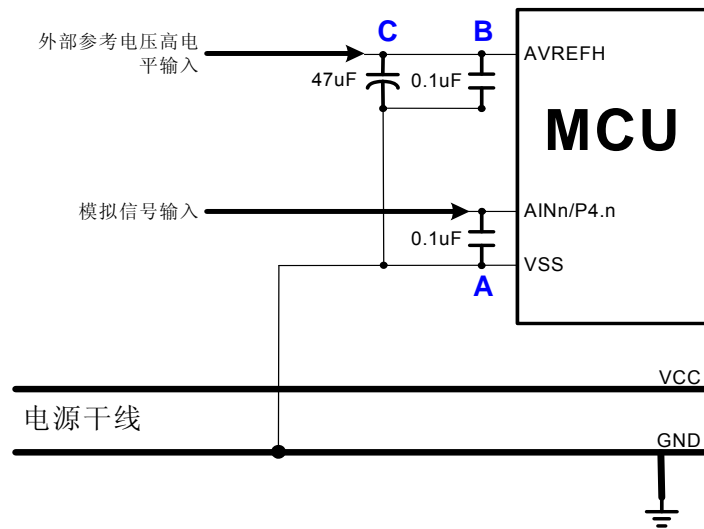 C
B
外部参考电压高电
平输入
AVREFH
47uF
0.1uF
MCU
模拟信号输入
AINn/P4.n
0.1uF
VSS
A
VCC
电源干线
GND